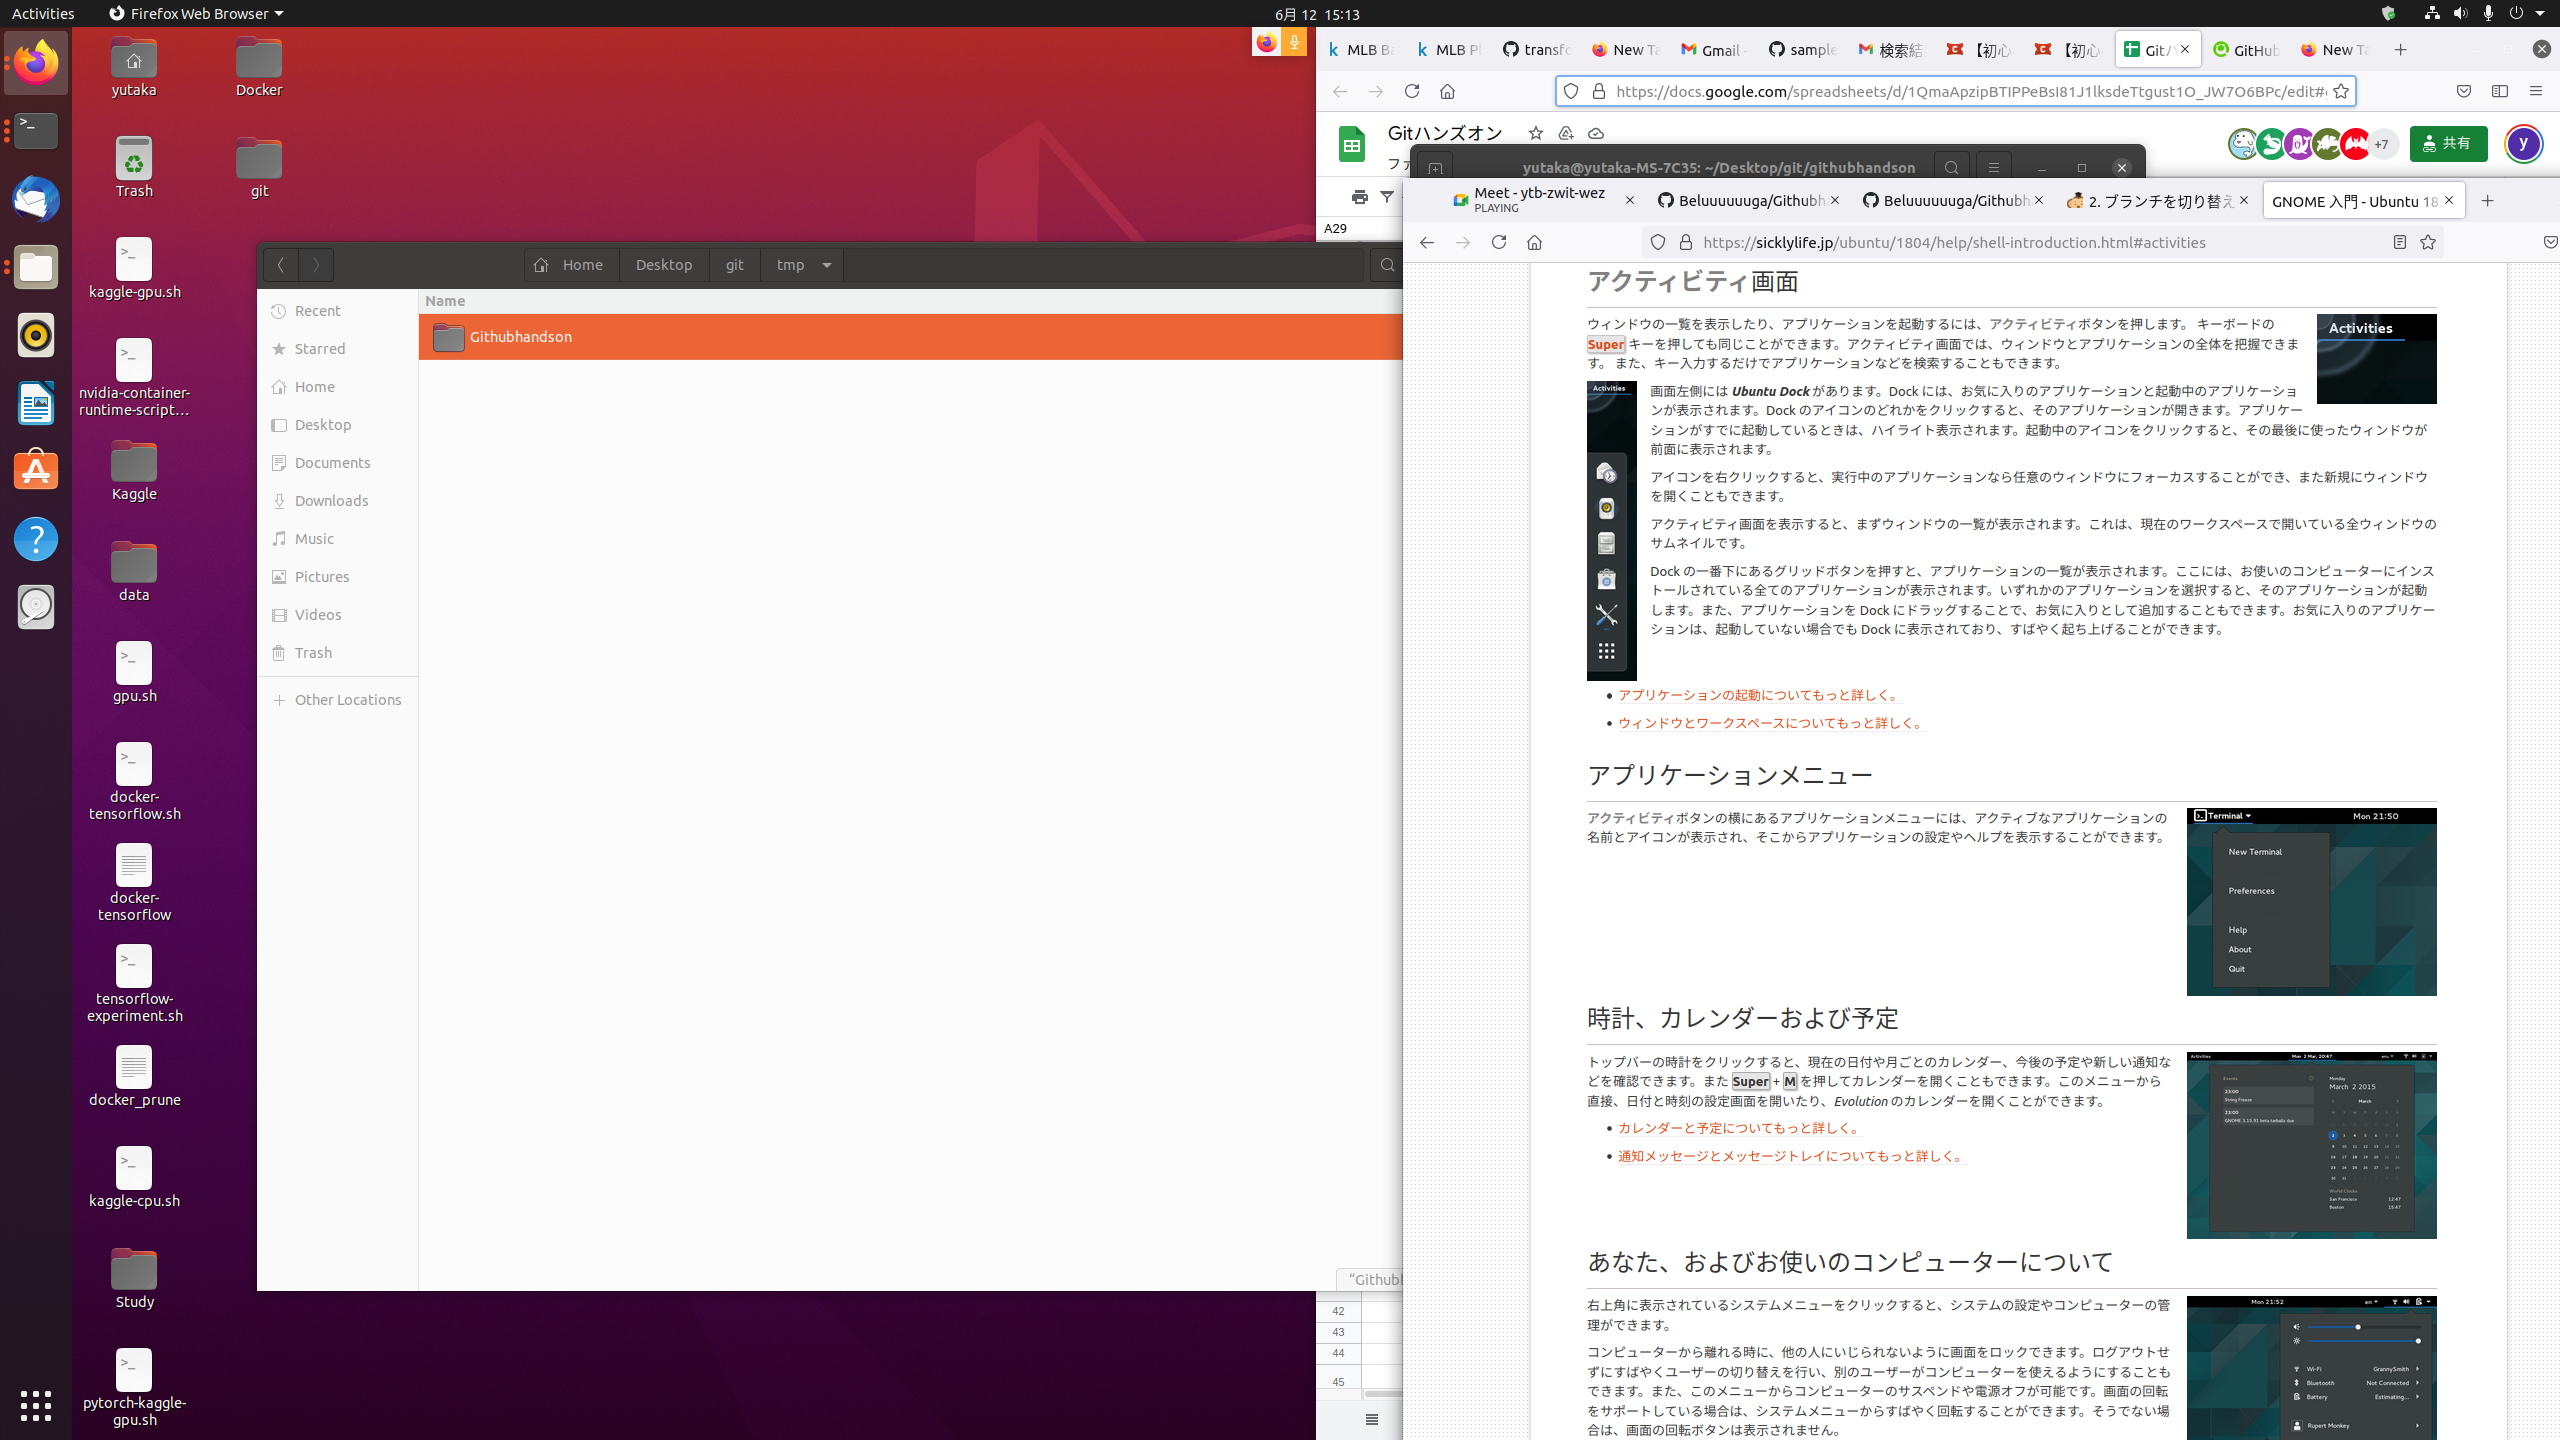 Activities
Firefox Web Browser
6月 12 15:13
yutaka
Docker
Trash
git
kaggle-gpu.sh
nvidia-container-
runtime-script…
Kaggle
data
gpu.sh
docker-
tensorflow.sh
docker-
tensorflow
tensorflow-
experiment.sh
docker_prune
kaggle-cpu.sh
Study
pytorch-kaggle-
gpu.sh
Home
Desktop
git
tmp
Recent
Starred
Home
Desktop
Documents
Downloads
Music
Pictures
Videos
Trash
Other Locations
Name
Githubhandson
"Githubh
MLB Ba
MLB Pl
transfo
New Ta
Gmail -
sample
検索結
【初心
【初心
Gitハ
GitHub
New Ta
https://docs.google.com/spreadsheets/d/1QmaApzipBTIPPeBsI81J1lksdeTtgust1O_JW7O6BPc/edit#g
Gitハンズオン
ファ
+7
共有
y
A29
42
43
44
45
yutaka@yutaka-MS-7C35: ~/Desktop/git/githubhandson
Meet - ytb-zwit-wez
PLAYING
Beluuuuuuga/Githubh
Beluuuuuuga/Githubh
2. ブランチを切り替え
GNOME 入門 - Ubuntu 18.
https://sicklylife.jp/ubuntu/1804/help/shell-introduction.html#activities
アクティビティ画面
ウィンドウの一覧を表示したり、アプリケーションを起動するには、アクティビティボタンを押します。 キーボードの
Super キーを押しても同じことができます。アクティビティ画面では、ウィンドウとアプリケーションの全体を把握できま
す。 また、キー入力するだけでアプリケーションなどを検索することもできます。
Activities
Activities
画面左側には Ubuntu Dock があります。Dock には、お気に入りのアプリケーションと起動中のアプリケーショ
ンが表示されます。Dock のアイコンのどれかをクリックすると、そのアプリケーションが開きます。アプリケー
ションがすでに起動しているときは、ハイライト表示されます。起動中のアイコンをクリックすると、その最後に使ったウィンドウが
前面に表示されます。
アイコンを右クリックすると、実行中のアプリケーションなら任意のウィンドウにフォーカスすることができ、また新規にウィンドウ
を開くこともできます。
アクティビティ画面を表示すると、まずウィンドウの一覧が表示されます。これは、現在のワークスペースで開いている全ウィンドウの
サムネイルです。
Dock の一番下にあるグリッドボタンを押すと、アプリケーションの一覧が表示されます。ここには、お使いのコンピューターにインス
トールされている全てのアプリケーションが表示されます。いずれかのアプリケーションを選択すると、そのアプリケーションが起動
します。また、アプリケーションを Dock にドラッグすることで、お気に入りとして追加することもできます。お気に入りのアプリケー
ションは、起動していない場合でも Dock に表示されており、すばやく起ち上げることができます。
アプリケーションの起動についてもっと詳しく。
ウィンドウとワークスペースについてもっと詳しく。
アプリケーションメニュー
アクティビティボタンの横にあるアプリケーションメニューには、アクティブなアプリケーションの
名前とアイコンが表示され、そこからアプリケーションの設定やヘルプを表示することができます。
Terminal
Mon 21:50
New Terminal
Preferences
Help
About
Quit
時計、カレンダーおよび予定
トップバーの時計をクリックすると、現在の日付や月ごとのカレンダー、今後の予定や新しい通知な
どを確認できます。また Super + M を押してカレンダーを開くこともできます。このメニューから
直接、日付と時刻の設定画面を開いたり、Evolution のカレンダーを開くことができます。
カレンダーと予定についてもっと詳しく。
通知メッセージとメッセージトレイについてもっと詳しく。
Activities
Mon 2 Mar, 20:47
Events
23:00
String Freeze
23:00
GNOME 3.15.91 beta tarballs due
Monday
March 2 2015
March
World Clocks
San Francisco 12:47
Boston 15:47
あなた、およびお使いのコンピューターについて
右上角に表示されているシステムメニューをクリックすると、システムの設定やコンピューターの管
理ができます。
コンピューターから離れる時に、他の人にいじられないように画面をロックできます。ログアウトせ
ずにすばやくユーザーの切り替えを行い、別のユーザーがコンピューターを使えるようにすることも
できます。また、このメニューからコンピューターのサスペンドや電源オフが可能です。画面の回転
をサポートしている場合は、システムメニューからすばやく回転することができます。そうでない場
合は、画面の回転ボタンは表示されません。
Mon 21:52
en
Wi-Fi GrannySmith
Bluetooth Not Connected
Battery Estimating...
Rupert Monkey